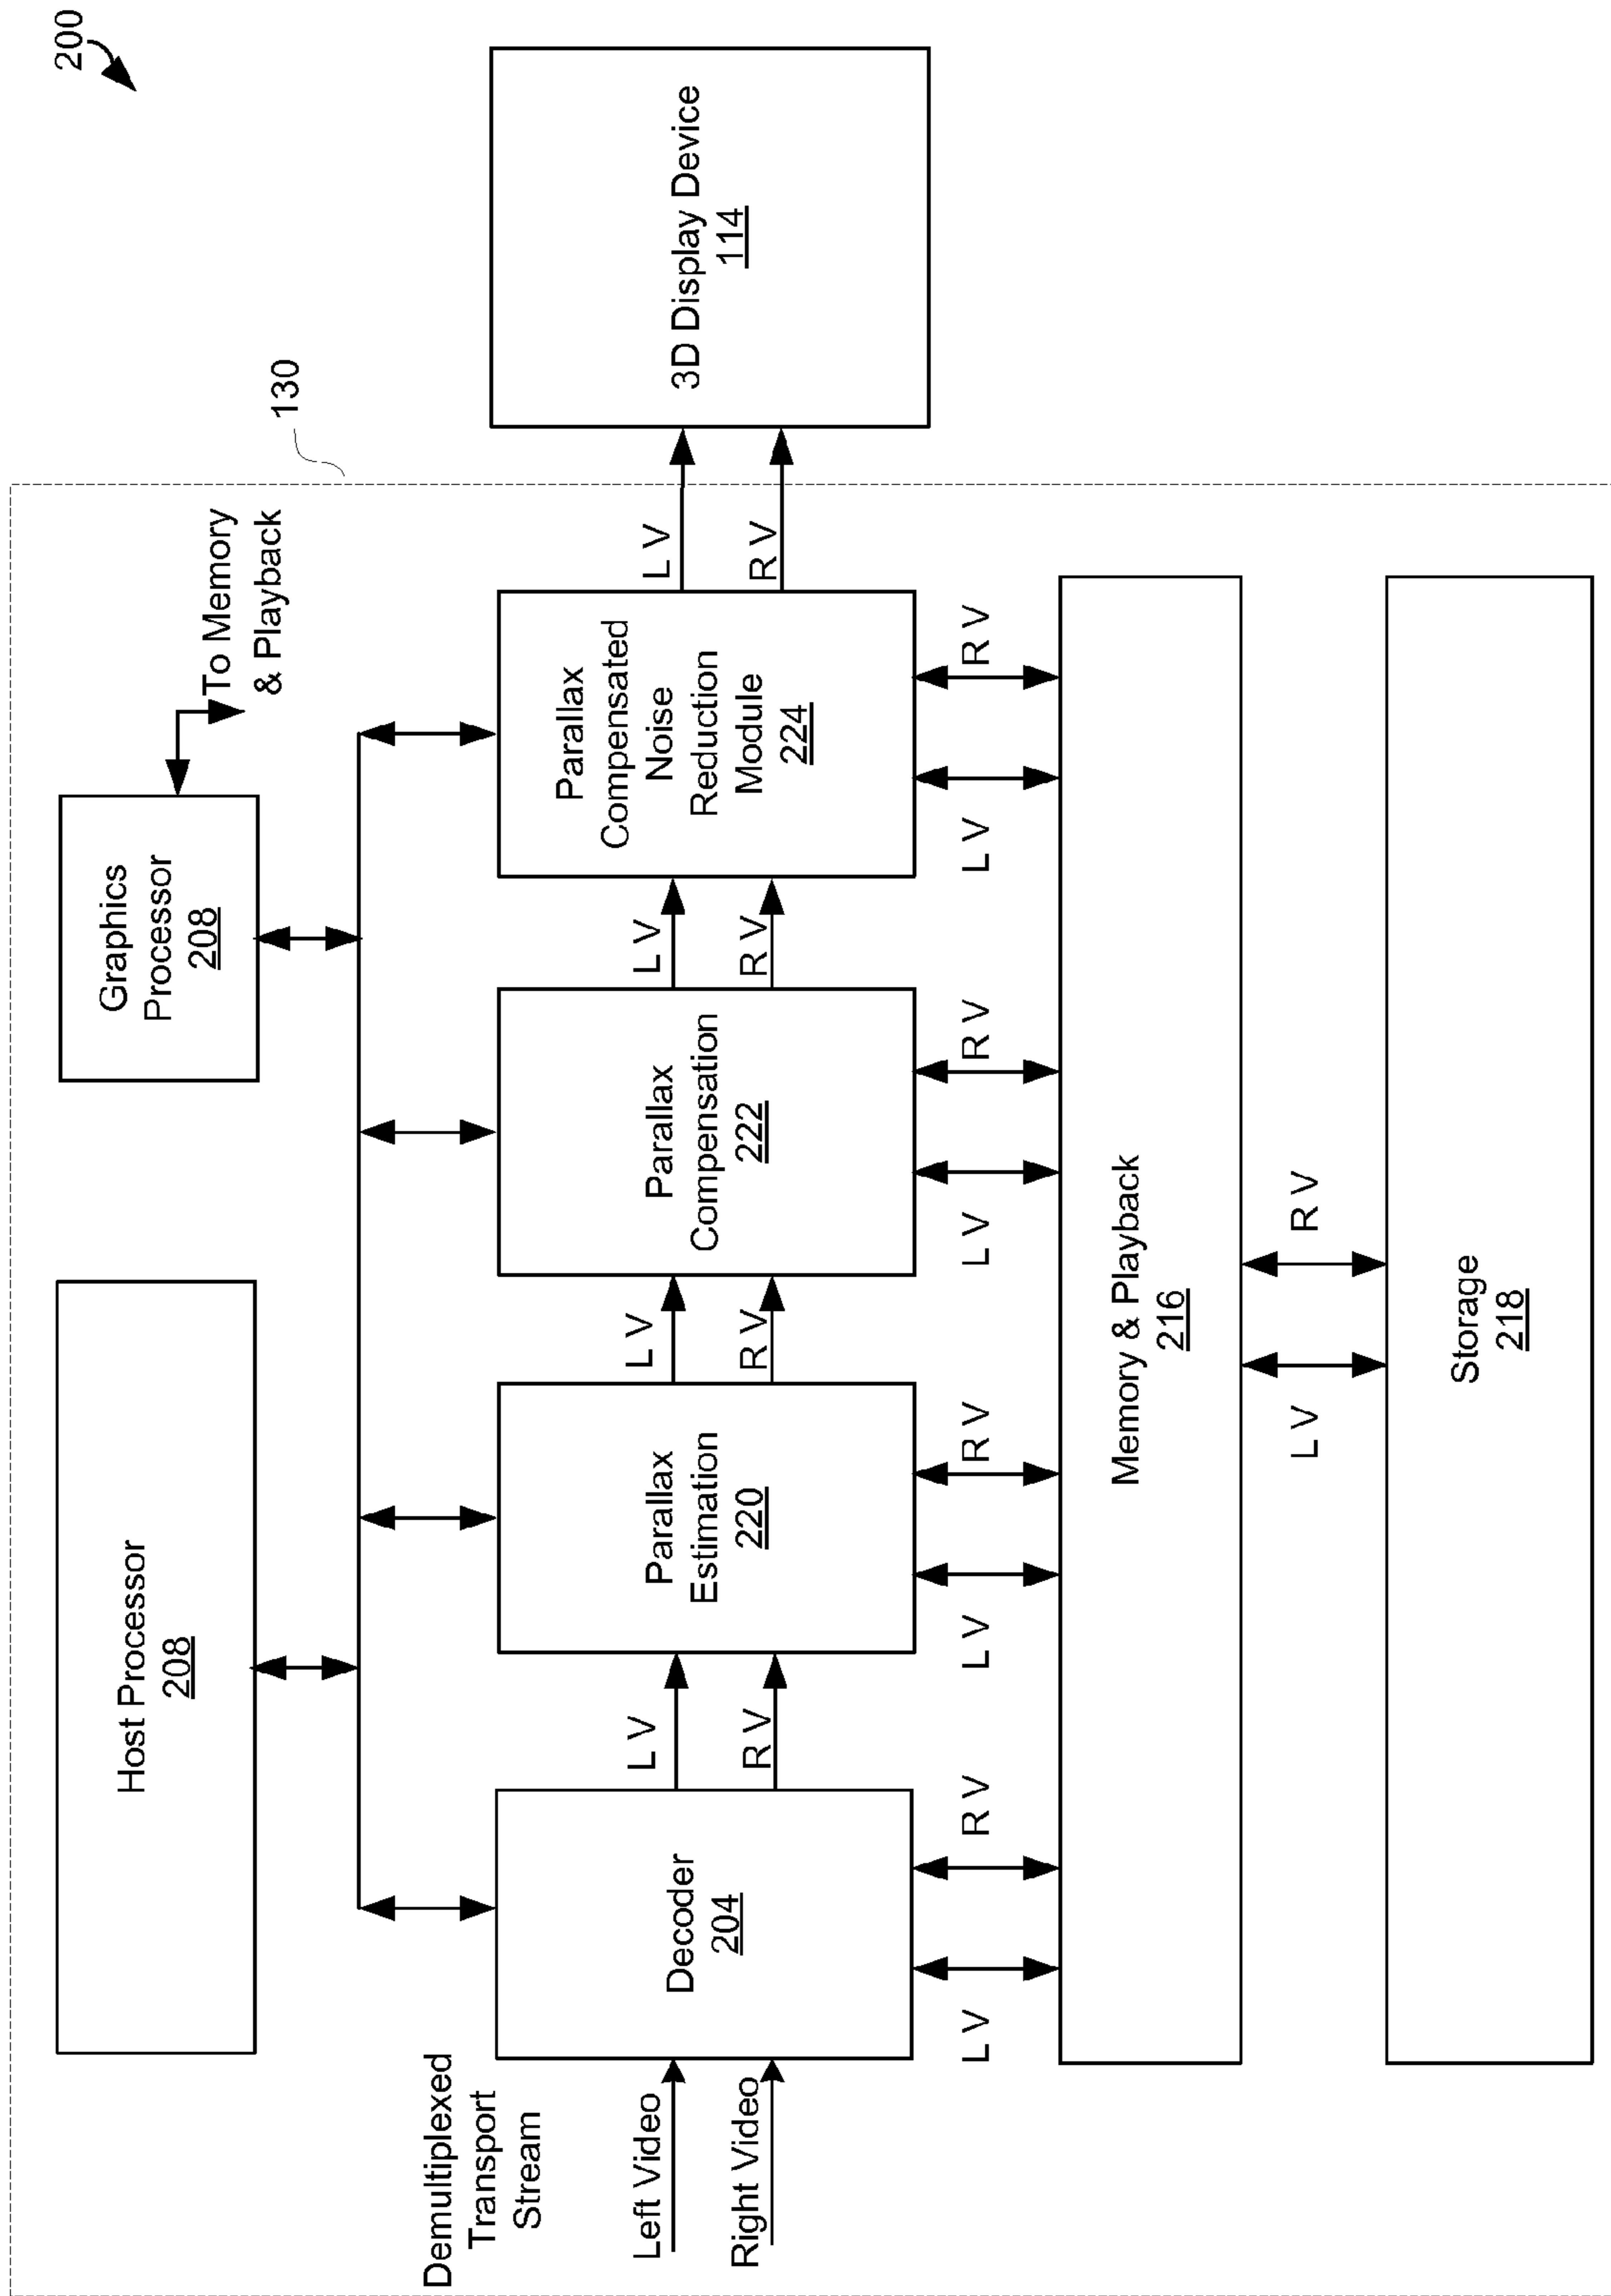 200
130
Host Processor
208
Graphics
Processor
208
To Memory
& Playback
Demultiplexed
Transport
Stream
Left Video
Right Video
Decoder
204
L V
R V
Parallax
Estimation
220
L V
R V
Parallax
Compensation
222
L V
R V
Parallax
Compensated
Noise
Reduction
Module
224
L V
R V
3D Display Device
114
L V
R V
L V
R V
L V
R V
L V
R V
Memory & Playback
216
L V
R V
Storage
218